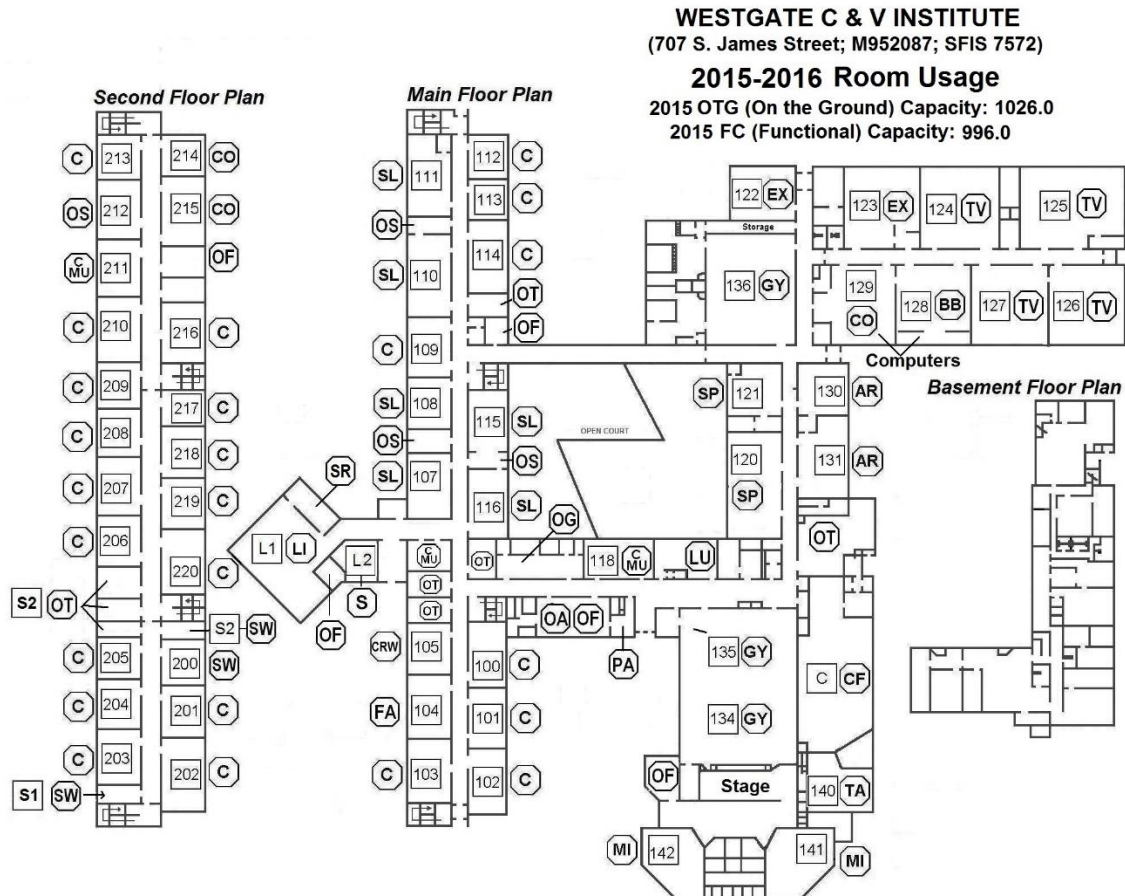 WESTGATE C & V INSTITUTE
(707 S. James Street; M952087; SFIS 7572)
2015-2016 Room Usage
2015 OTG (On the Ground) Capacity: 1026.0
2015 FC (Functional) Capacity: 996.0
Second Floor Plan
C 213
214 CO
OS 212
215 CO
C MU 211
OF
C 210
216 C
C 209
217 C
C 208
218 C
C 207
219 C
C 206
220 C
S2 OT
S2 SW
C 205
200 SW
C 204
201 C
C 203
202 C
S1 SW
Main Floor Plan
SL 111
112 C
113 C
OS
SL 110
114 C
OT
OF
C 109
SL 108
115 SL
OS
OS
SL 107
116 SL
SR
L1 LI
L2
OF
S
C MU
OT
OT
OT
OG
118 C MU
LU
CRW 105
100 C
OA OF
PA
FA 104
101 C
C 103
102 C
122 EX
Storage
136 GY
123 EX
124 TV
125 TV
129
CO
128 BB
127 TV
126 TV
Computers
OPEN COURT
SP 121
130 AR
120
SP
131 AR
OT
135 GY
134 GY
C CF
OF
Stage
140 TA
MI 142
141 MI
Basement Floor Plan